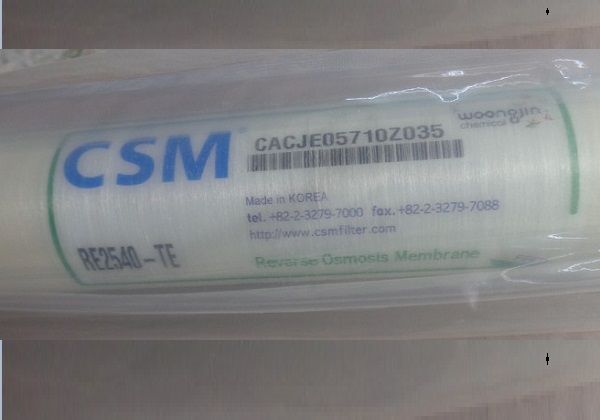 CSM
CACJE05710Z035
woongjin
chemical
Made in KOREA
tel. +82-2-3279-7000 fax. +82-2-3279-7088
http://www.csmfilter.com
RE2540-TE
Reverse Osmosis Membrane